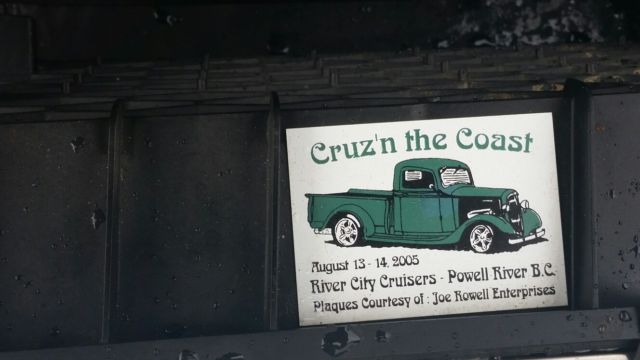 Cruz'n the Coast
August 13 - 14, 2005
River City Cruisers - Powell River B.C.
Plaques Courtesy of : Joe Rowell Enterprises